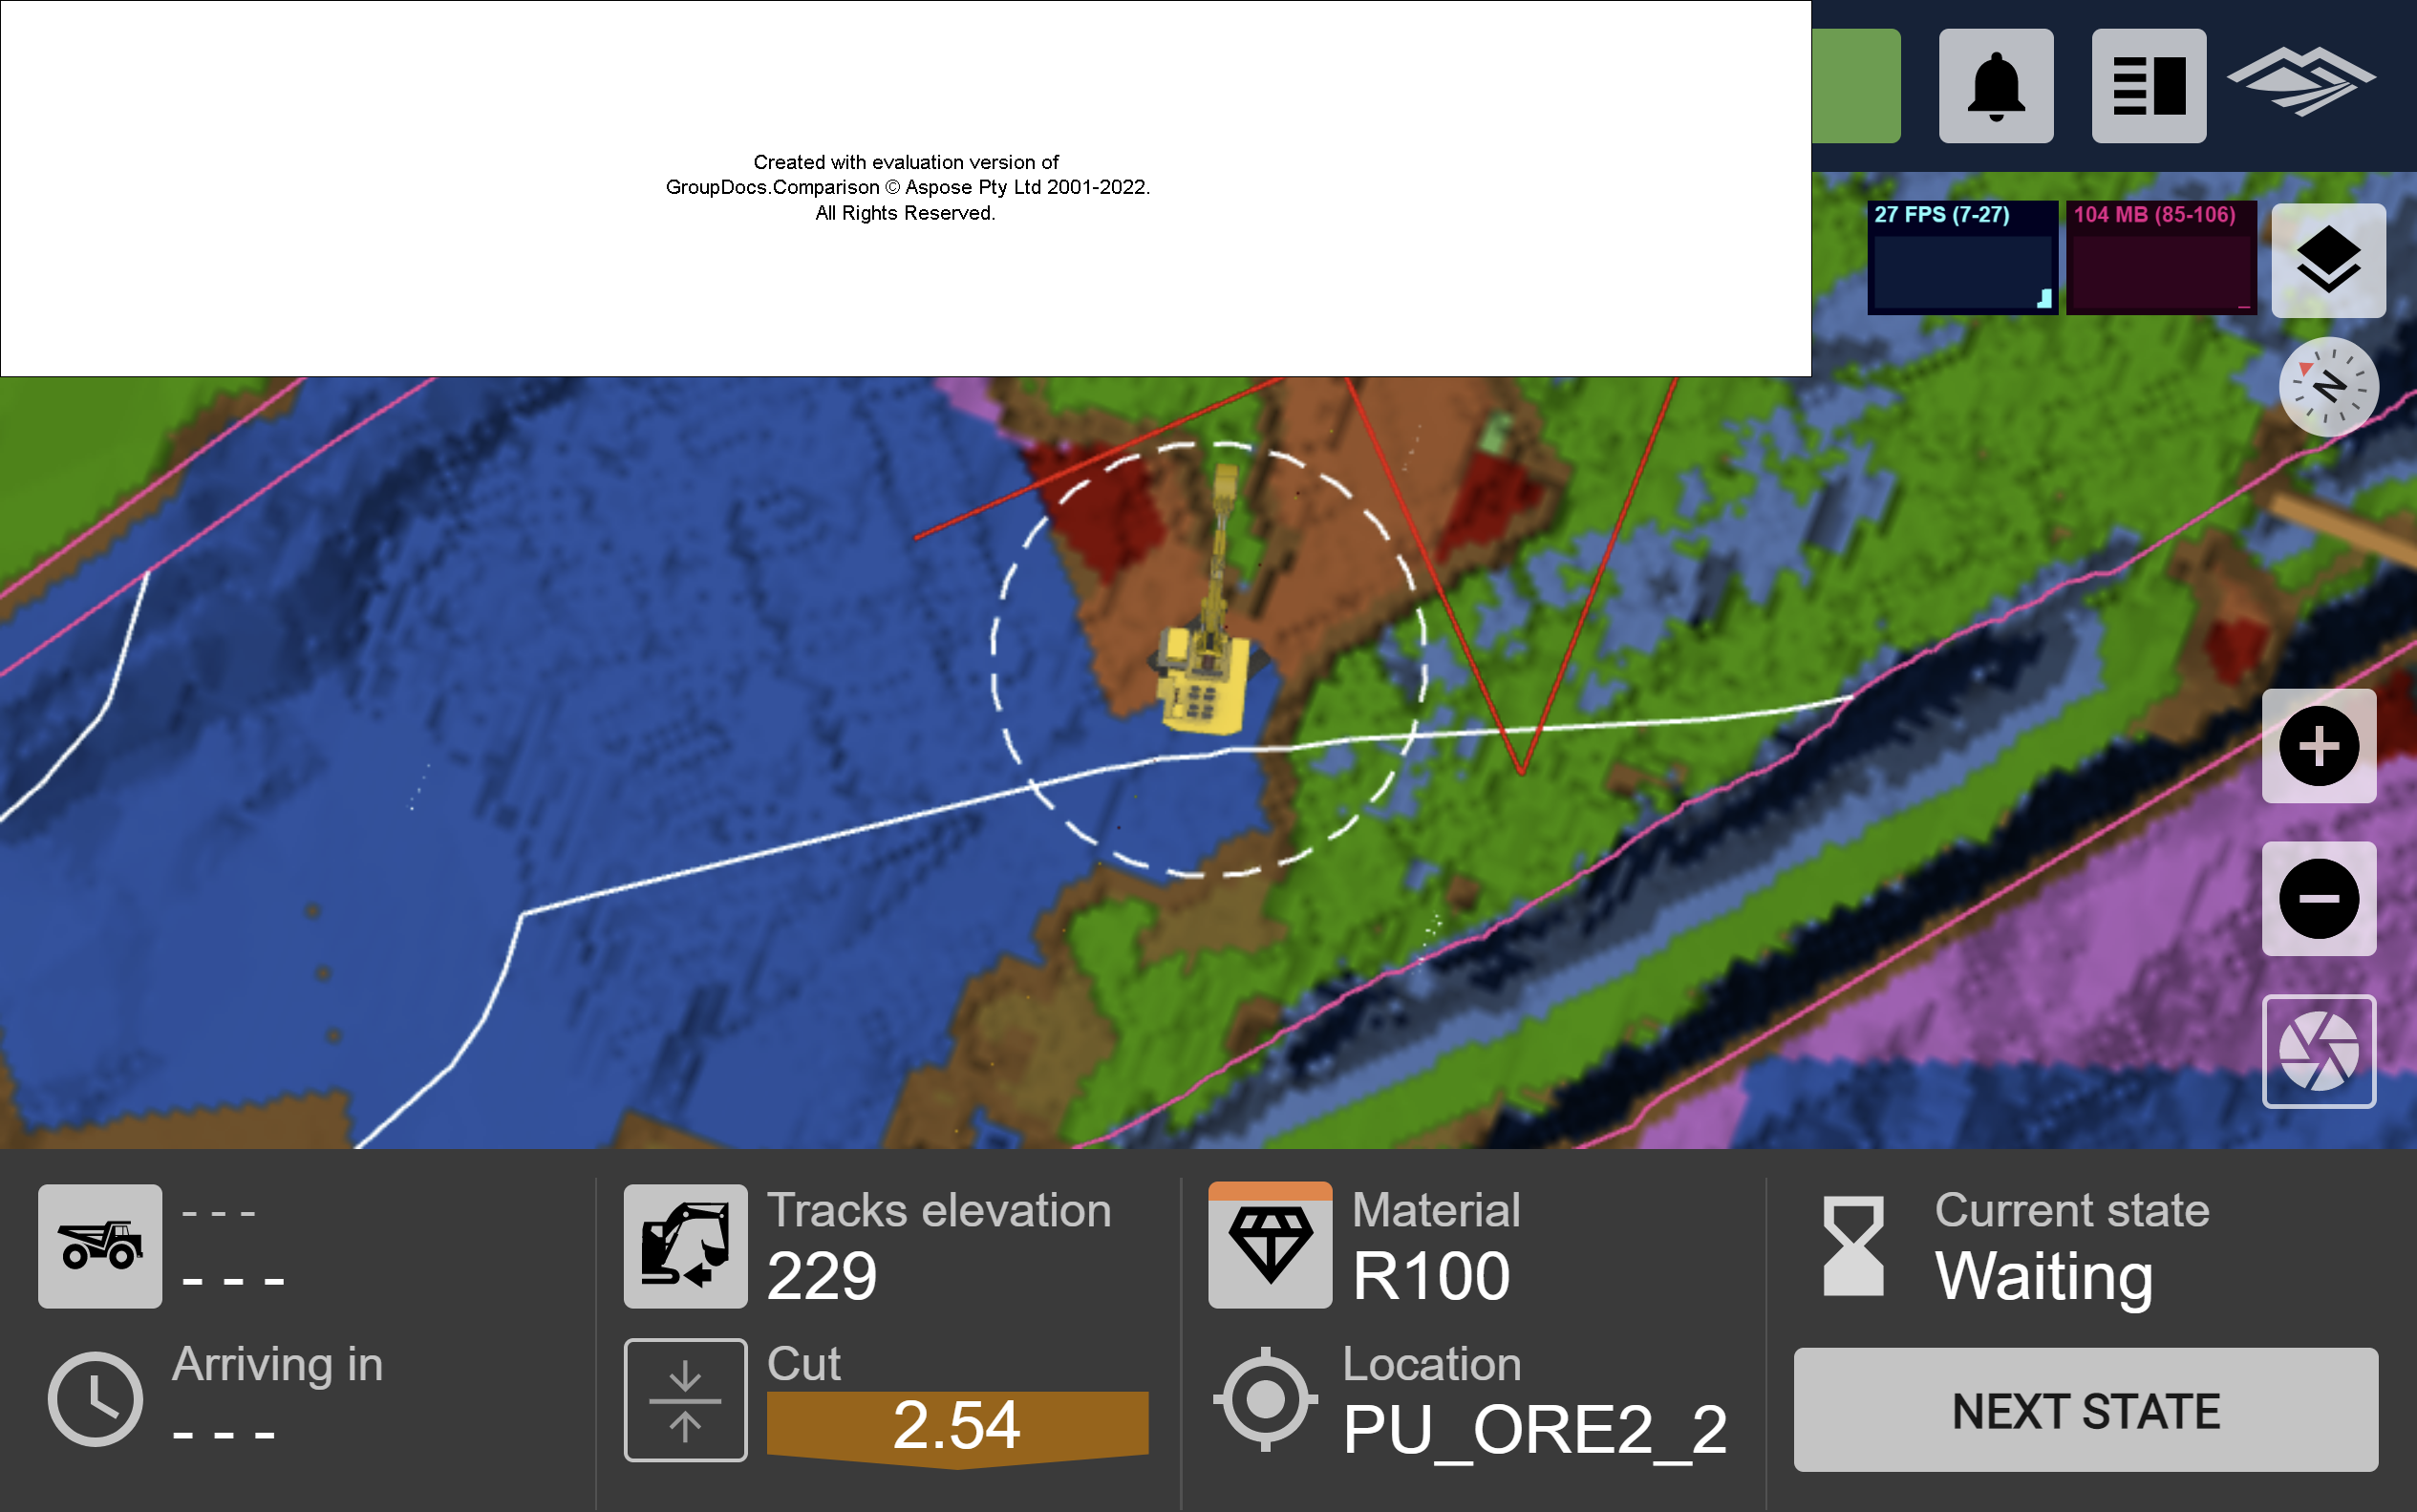 Created with evaluation version of
GroupDocs.Comparison © Aspose Pty Ltd 2001-2022.
All Rights Reserved.
27 FPS (7-27)
104 MB (85-106)
N
- - -
- - -
Arriving in
- - -
Tracks elevation
229
Cut
2.54
Material
R100
Location
PU_ORE2_2
Current state
Waiting
NEXT STATE